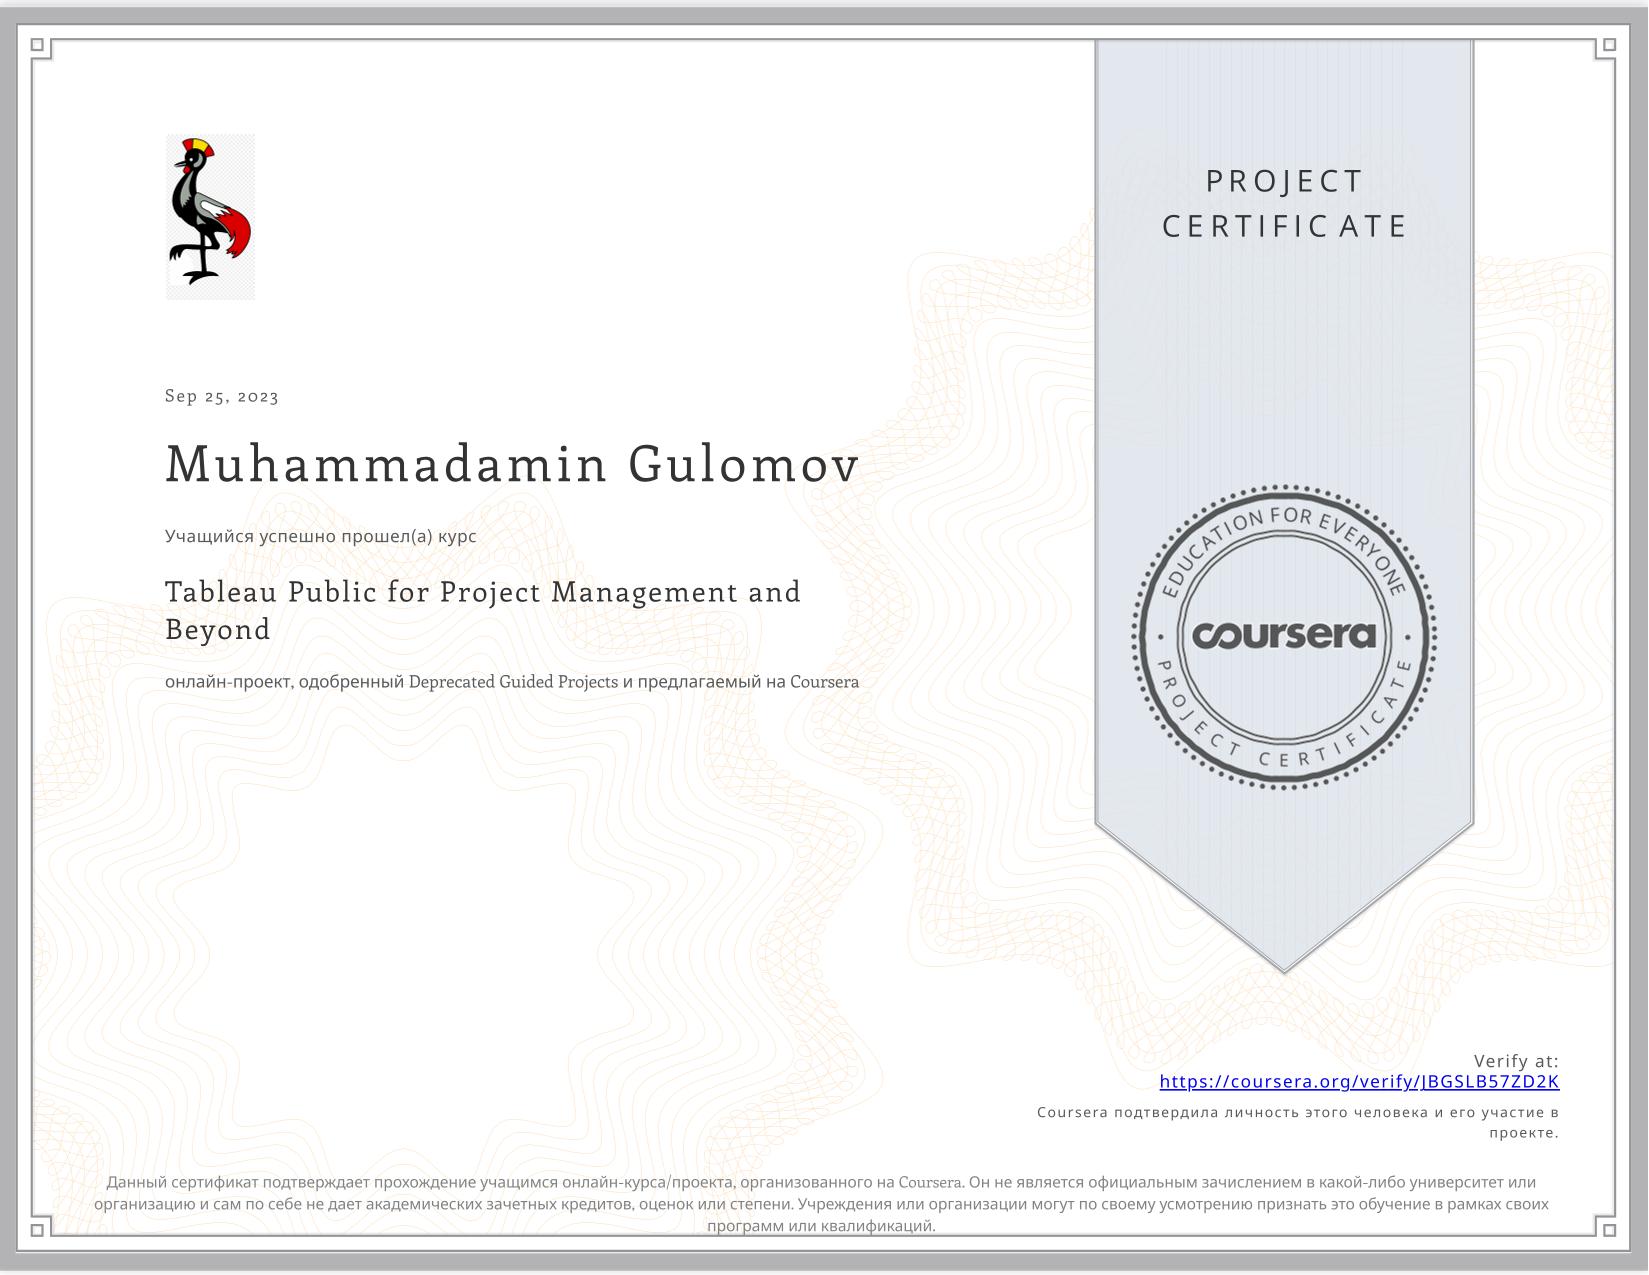 PROJECT
CERTIFICATE
Sep 25, 2023
Muhammadamin Gulomov
Учащийся успешно прошел(а) курс
Tableau Public for Project Management and
Beyond
онлайн-проект, одобренный Deprecated Guided Projects и предлагаемый на Coursera
EDUCATION FOR EVERYONE
coursera
PROJECT CERTIFICATE
Verify at:
https://coursera.org/verify/JBGSLB57ZD2K
Coursera подтвердила личность этого человека и его участие в
проекте.
Данный сертификат подтверждает прохождение учащимся онлайн-курса/проекта, организованного на Coursera. Он не является официальным зачислением в какой-либо университет или
организацию и сам по себе не дает академических зачетных кредитов, оценок или степени. Учреждения или организации могут по своему усмотрению признать это обучение в рамках своих
программ или квалификаций.